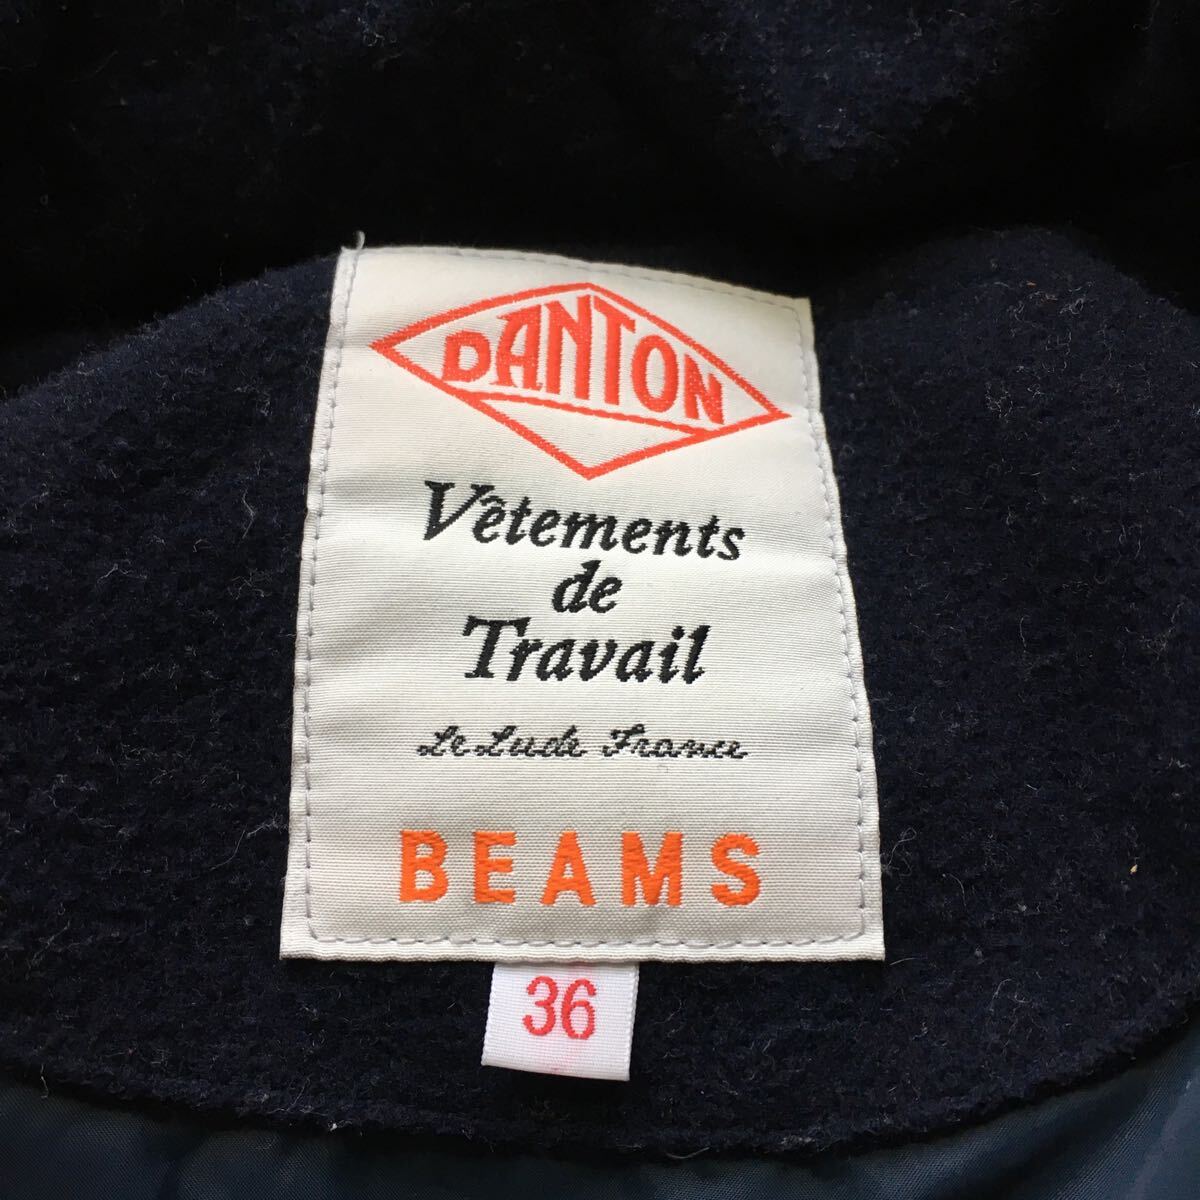 DANTON
Vêtements
de
Travail
Le Lude France
BEAMS
36